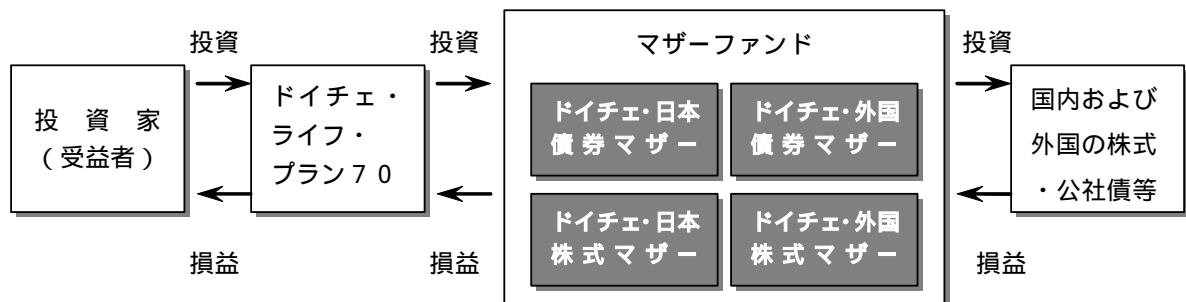 投資
投資
マザーファンド
投資
投　資　家
（受益者）
ドイチェ・
ライフ・
プラン７０
ドイチェ・日本
債券マザー
ドイチェ・外国
債券マザー
ドイチェ・日本
株式マザー
ドイチェ・外国
株式マザー
国内および
外国の株式
・公社債等
損益
損益
損益